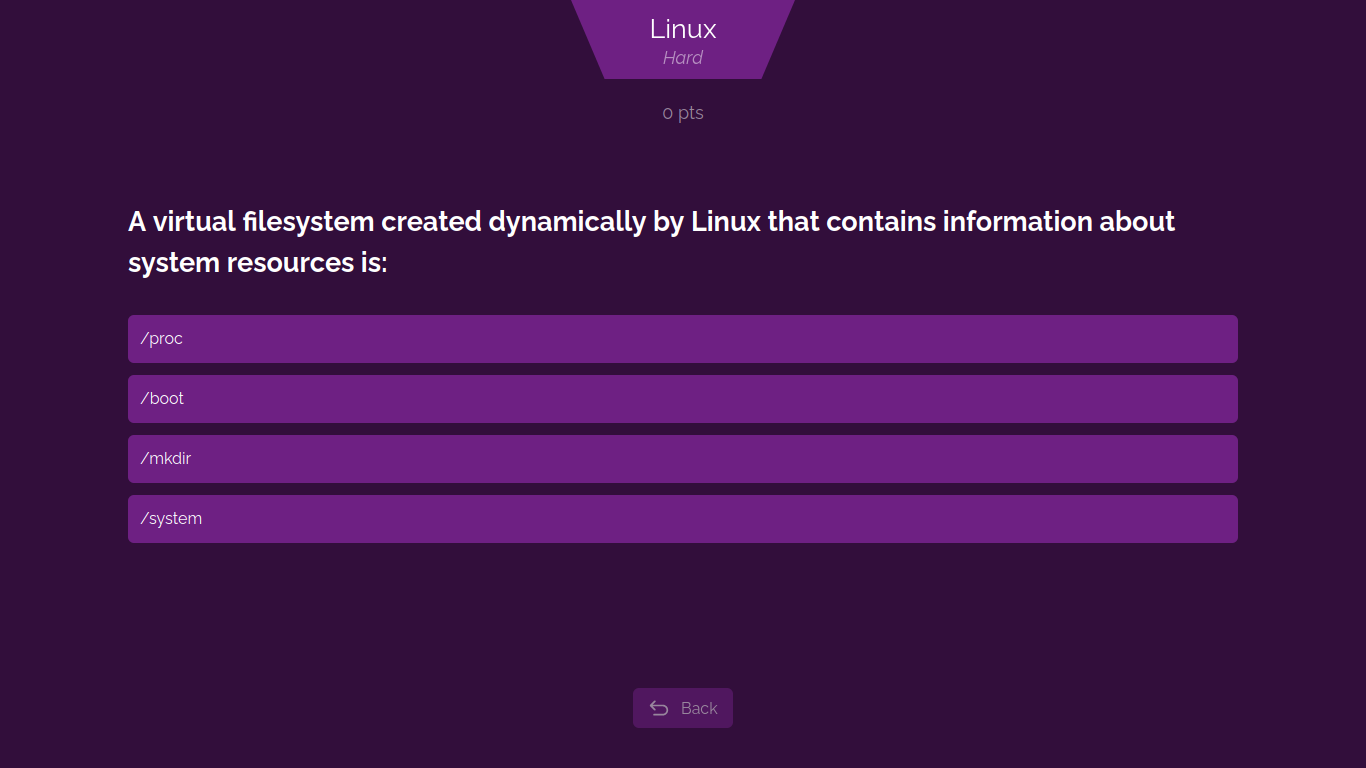 Linux
Hard
0 pts
A virtual filesystem created dynamically by Linux that contains information about
system resources is:
/proc
/boot
/mkdir
/system
Back